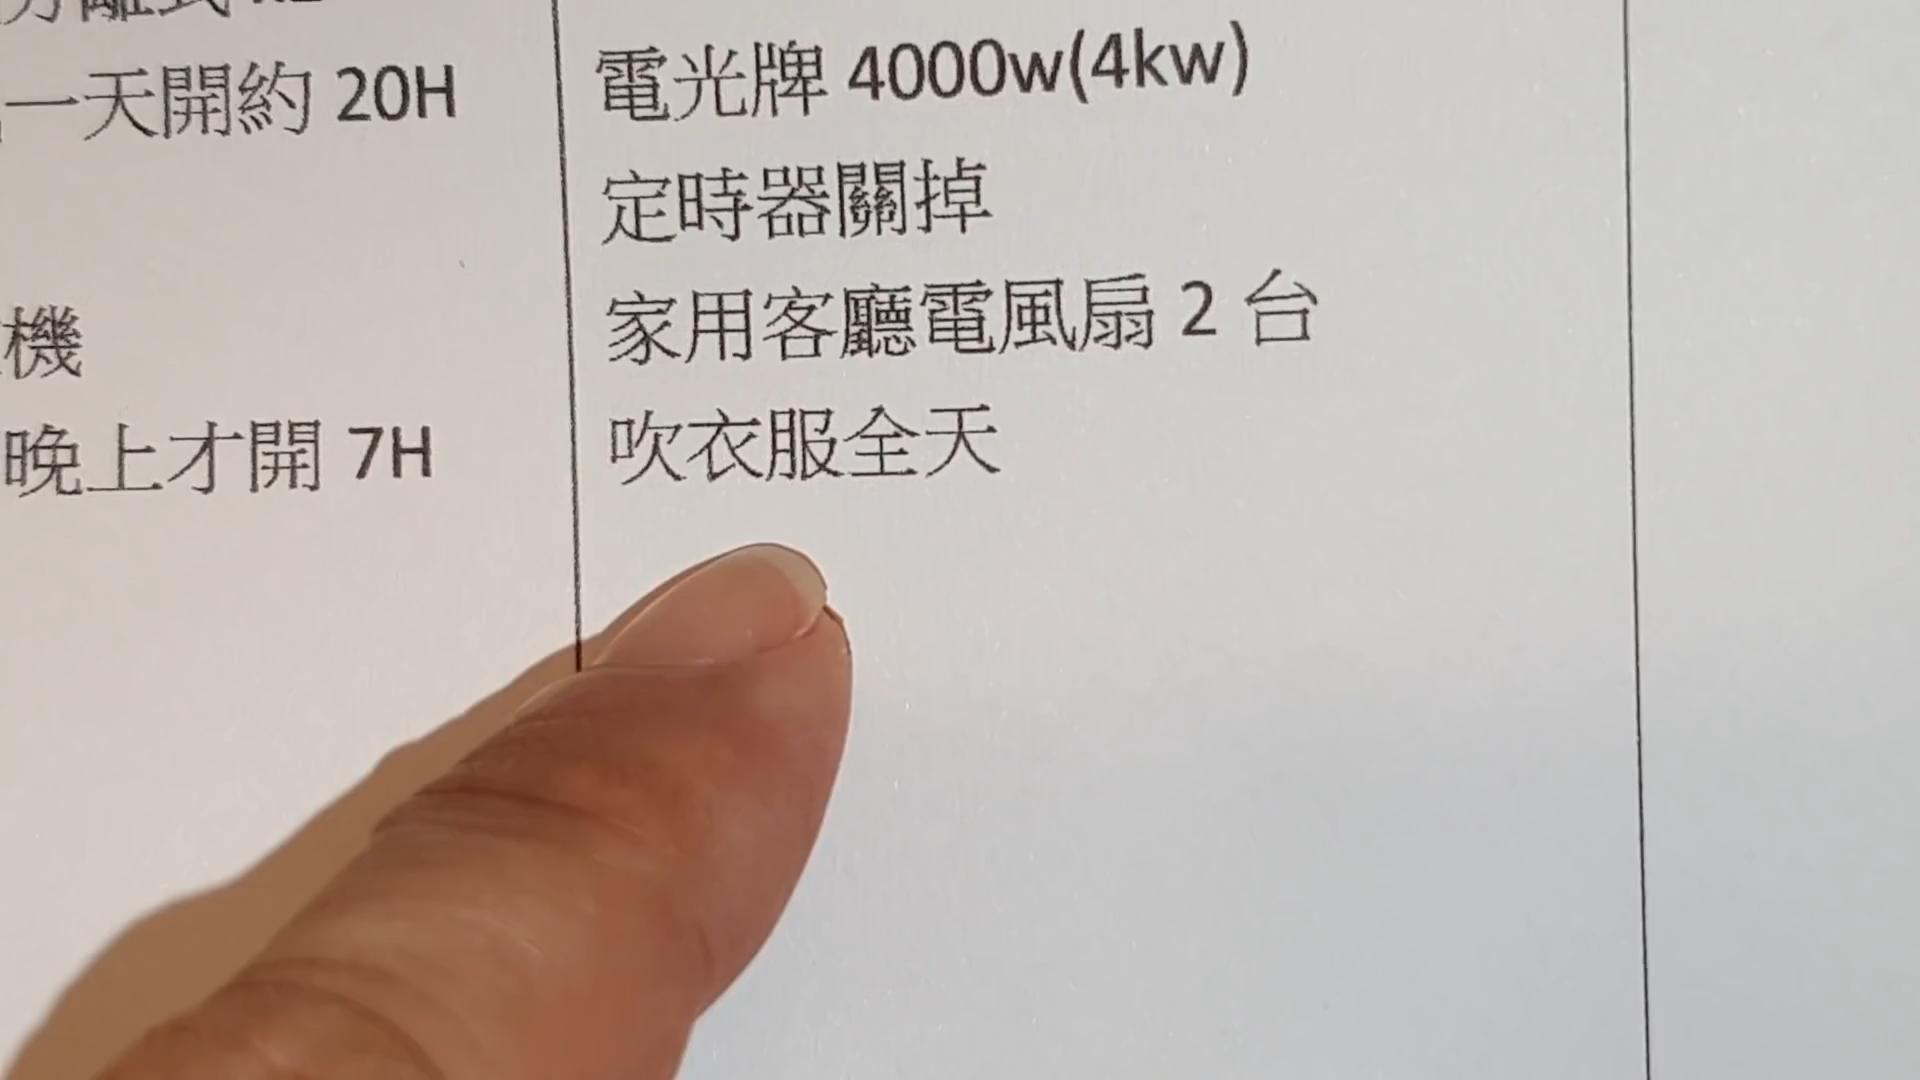 一天開約 20H
機
晚上才開 7H
電光牌 4000w(4kw)
定時器關掉
家用客廳電風扇 2 台
吹衣服全天